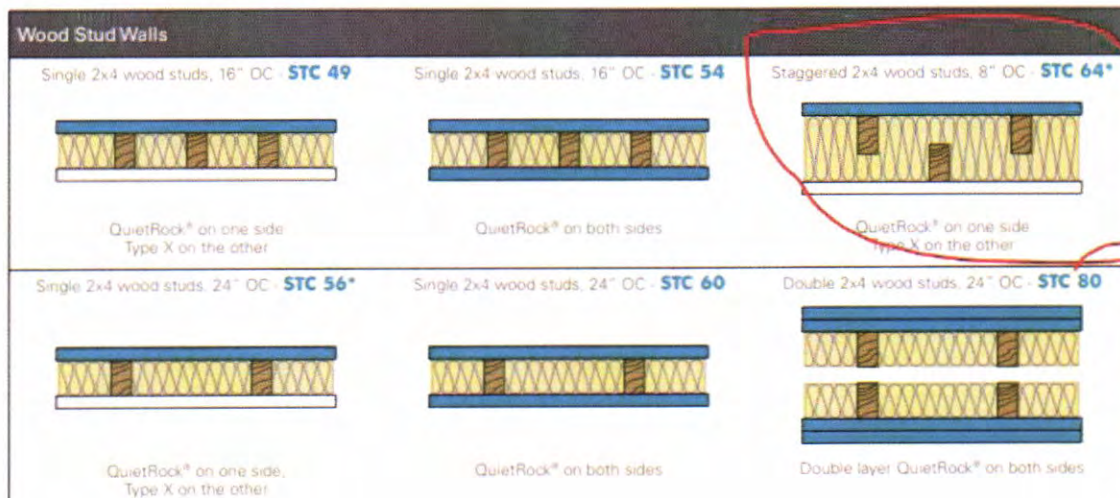 Wood Stud Walls
Single 2x4 wood studs, 16" OC - STC 49
QuietRock® on one side
Type X on the other
Single 2x4 wood studs, 16" OC - STC 54
QuietRock® on both sides
Staggered 2x4 wood studs, 8" OC - STC 64*
QuietRock® on one side
Type X on the other
Single 2x4 wood studs, 24" OC - STC 56*
QuietRock® on one side,
Type X on the other
Single 2x4 wood studs, 24" OC - STC 60
QuietRock® on both sides
Double 2x4 wood studs, 24" OC - STC 80
Double layer QuietRock® on both sides